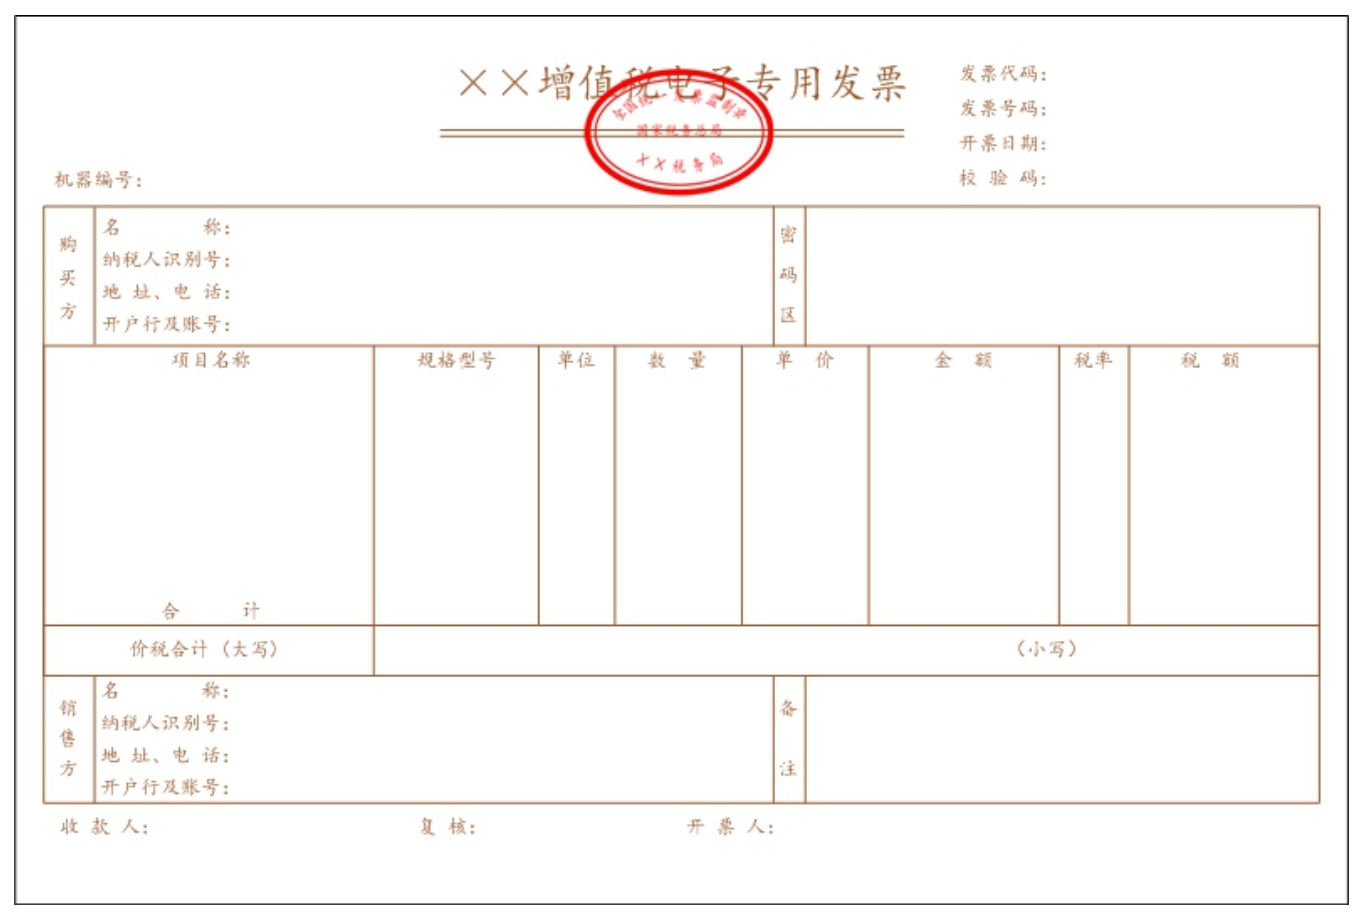 ××增值税电子专用发票
全国统一发票监制章
国家税务总局
××税务局
发票代码:
发票号码:
开票日期:
校 验 码:
机器编号:
购买方
名 称:
纳税人识别号:
地 址、电 话:
开户行及账号:
密码区
项目名称 规格型号 单位 数 量 单 价 金 额 税率 税 额
合 计
价税合计（大写） （小写）
销售方
名 称:
纳税人识别号:
地 址、电 话:
开户行及账号:
备注
收 款 人: 复 核: 开 票 人: